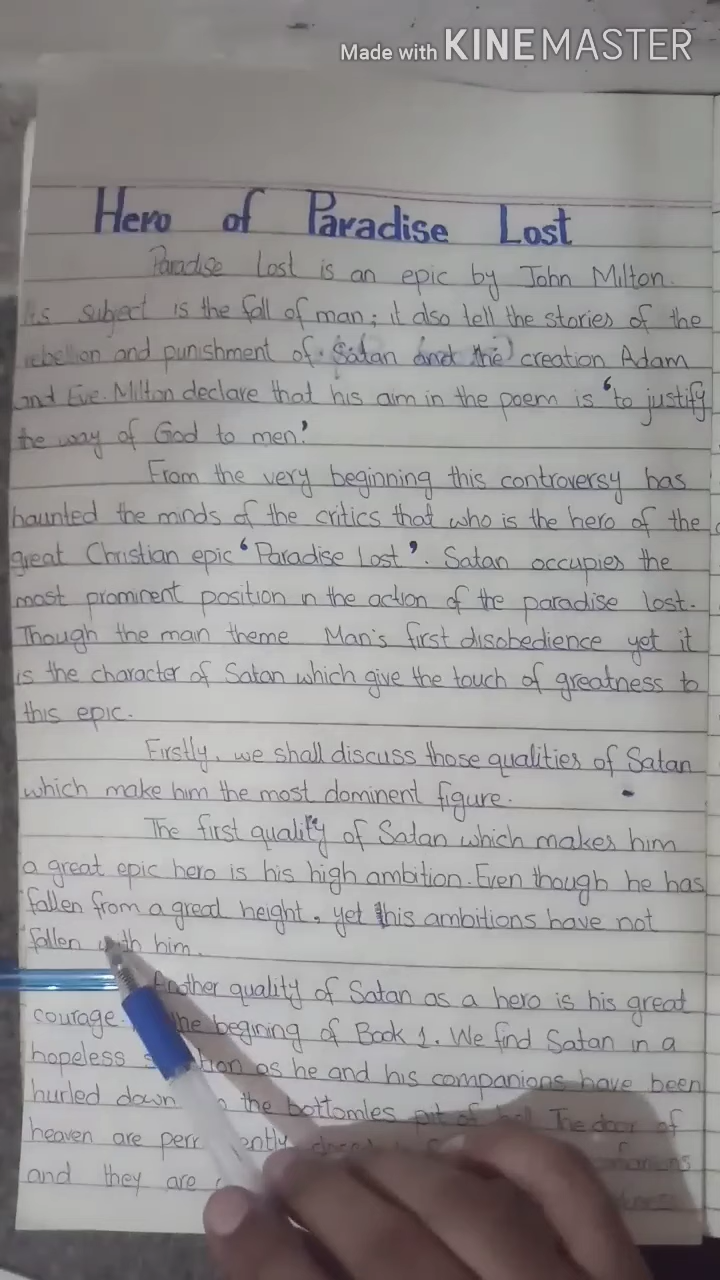 Made with KINEMASTER
Hero of Paradise Lost
Paradise Lost is an epic by John Milton.
Its subject is the fall of man; it also tell the stories of the
rebellion and punishment of Satan and the creation Adam
and Eve. Milton declare that his aim in the poem is 'to justify
the way of God to men.'
From the very beginning this controversy has
haunted the minds of the critics that who is the hero of the
great Christian epic 'Paradise Lost'. Satan occupies the
most prominent position in the action of the paradise lost.
Though the main theme Man's first disobedience yet it
is the character of Satan which give the touch of greatness to
this epic.
Firstly, we shall discuss those qualities of Satan
which make him the most dominent figure.
The first quality of Satan which makes him
a great epic hero is his high ambition. Even though he has
fallen from a great height, yet his ambitions have not
fallen with him.
Another quality of Satan as a hero is his great
courage. the begining of Book 1. We find Satan in a
hopeless as he and his companions have been
hurled down the bottomles pit of The door of
heaven are
and they are